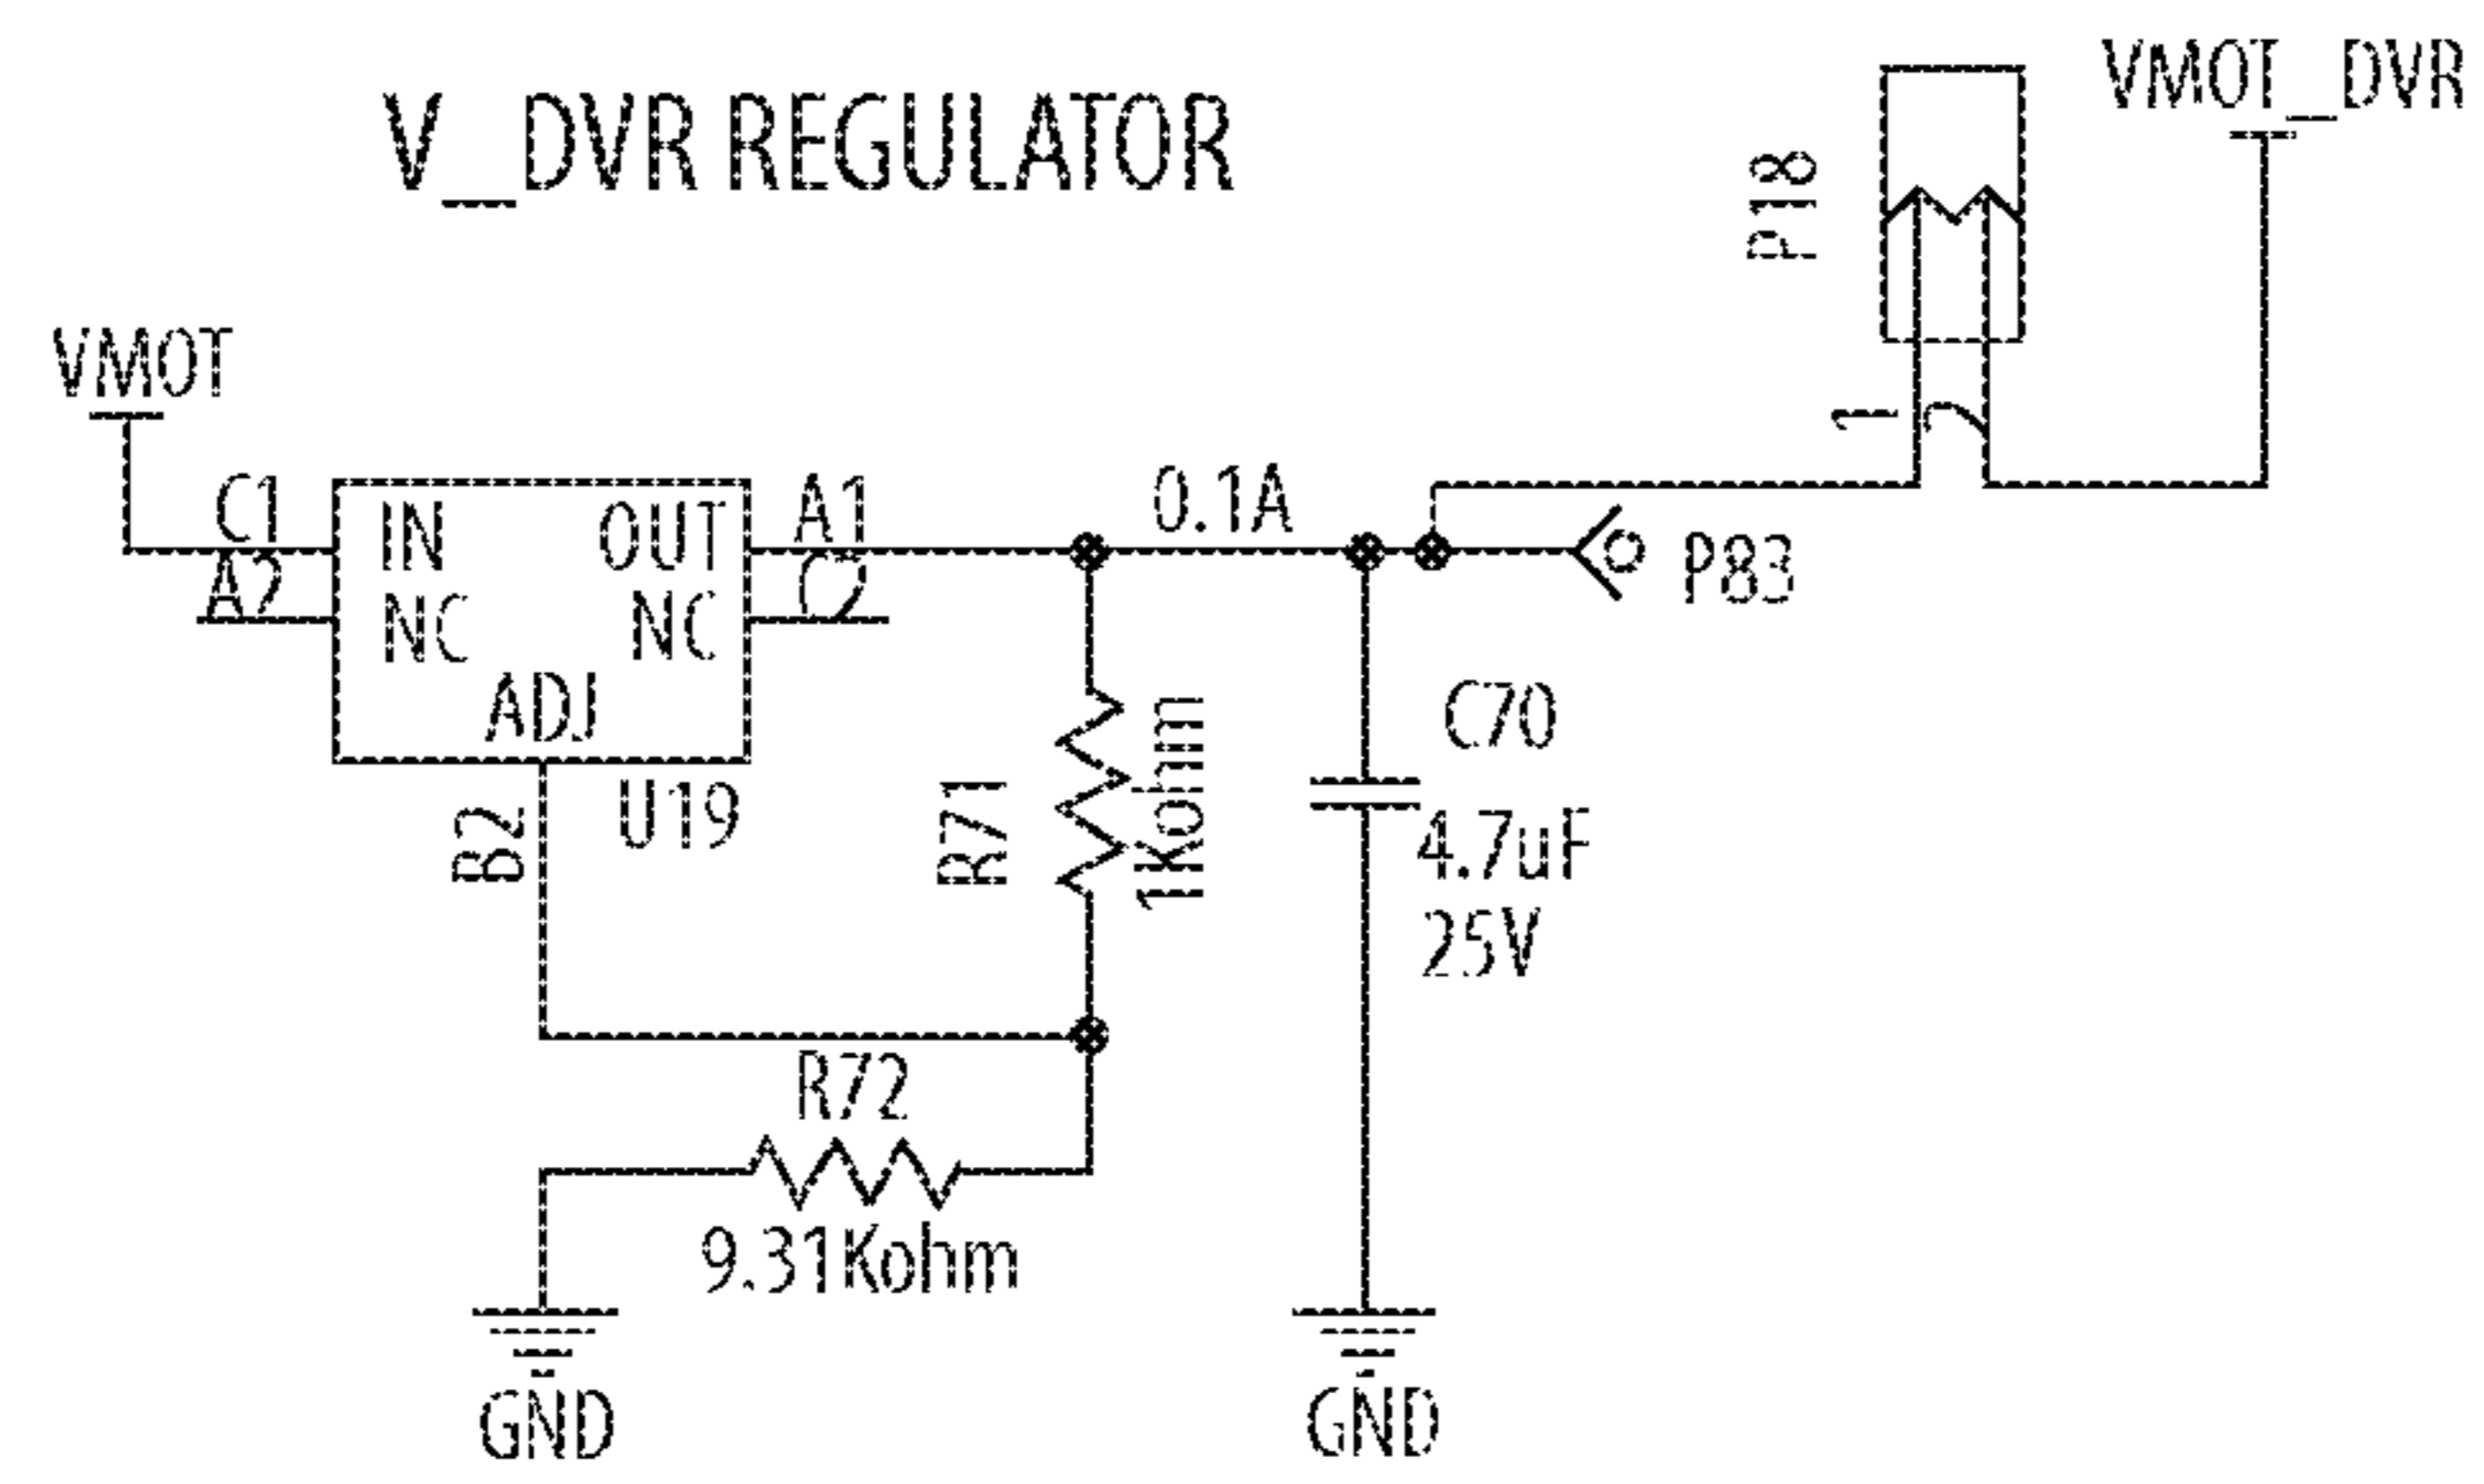 VMOT_DVR
V_DVR REGULATOR
P18
VMOT
1
2
C1
IN
OUT
A1
0.1A
A2
NC
NC
C2
P83
ADJ
U19
B2
R71
1Kohm
C70
4.7uF
25V
R72
9.31Kohm
GND
GND